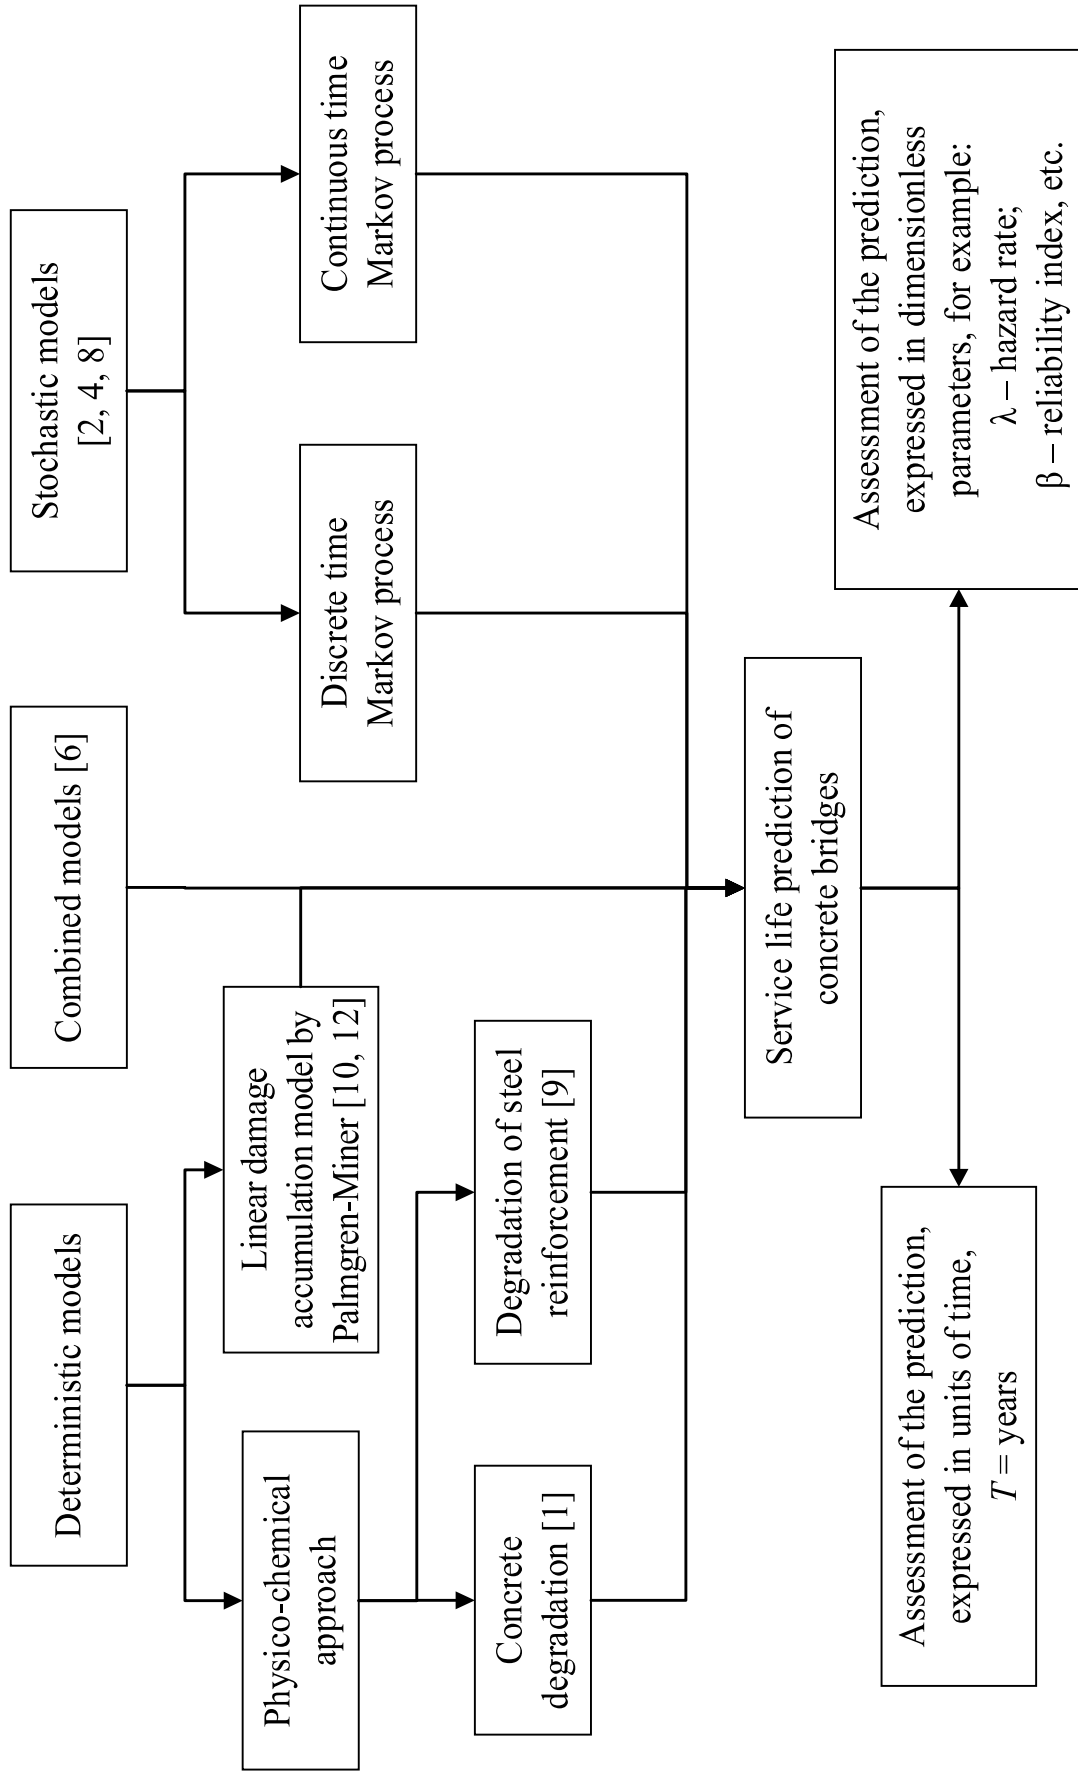 Deterministic models
Combined models [6]
Stochastic models
[2, 4, 8]
Physico-chemical
approach
Linear damage
accumulation model by
Palmgren-Miner [10, 12]
Discrete time
Markov process
Continuous time
Markov process
Concrete
degradation [1]
Degradation of steel
reinforcement [9]
Service life prediction of
concrete bridges
Assessment of the prediction,
expressed in units of time,
T = years
Assessment of the prediction,
expressed in dimensionless
parameters, for example:
λ – hazard rate;
β – reliability index, etc.